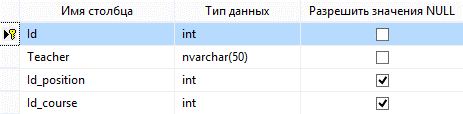 Имя столбца Тип данных Разрешить значения NULL
Id int
Teacher nvarchar(50)
Id_position int
Id_course int